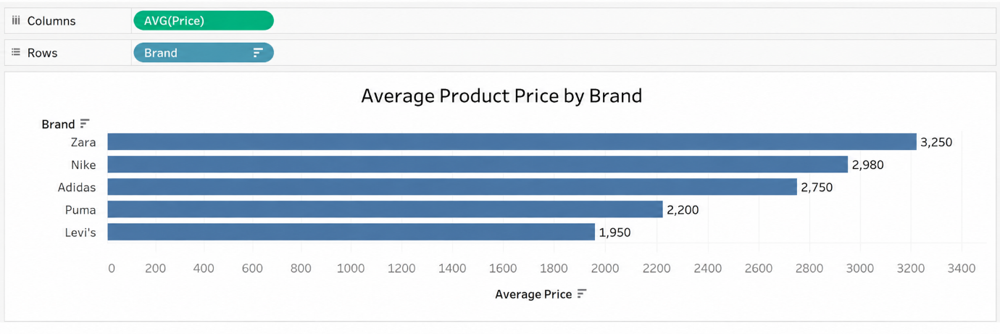 Columns AVG(Price)
Rows Brand
Average Product Price by Brand
Brand
Zara 3,250
Nike 2,980
Adidas 2,750
Puma 2,200
Levi's 1,950
0 200 400 600 800 1000 1200 1400 1600 1800 2000 2200 2400 2600 2800 3000 3200 3400
Average Price